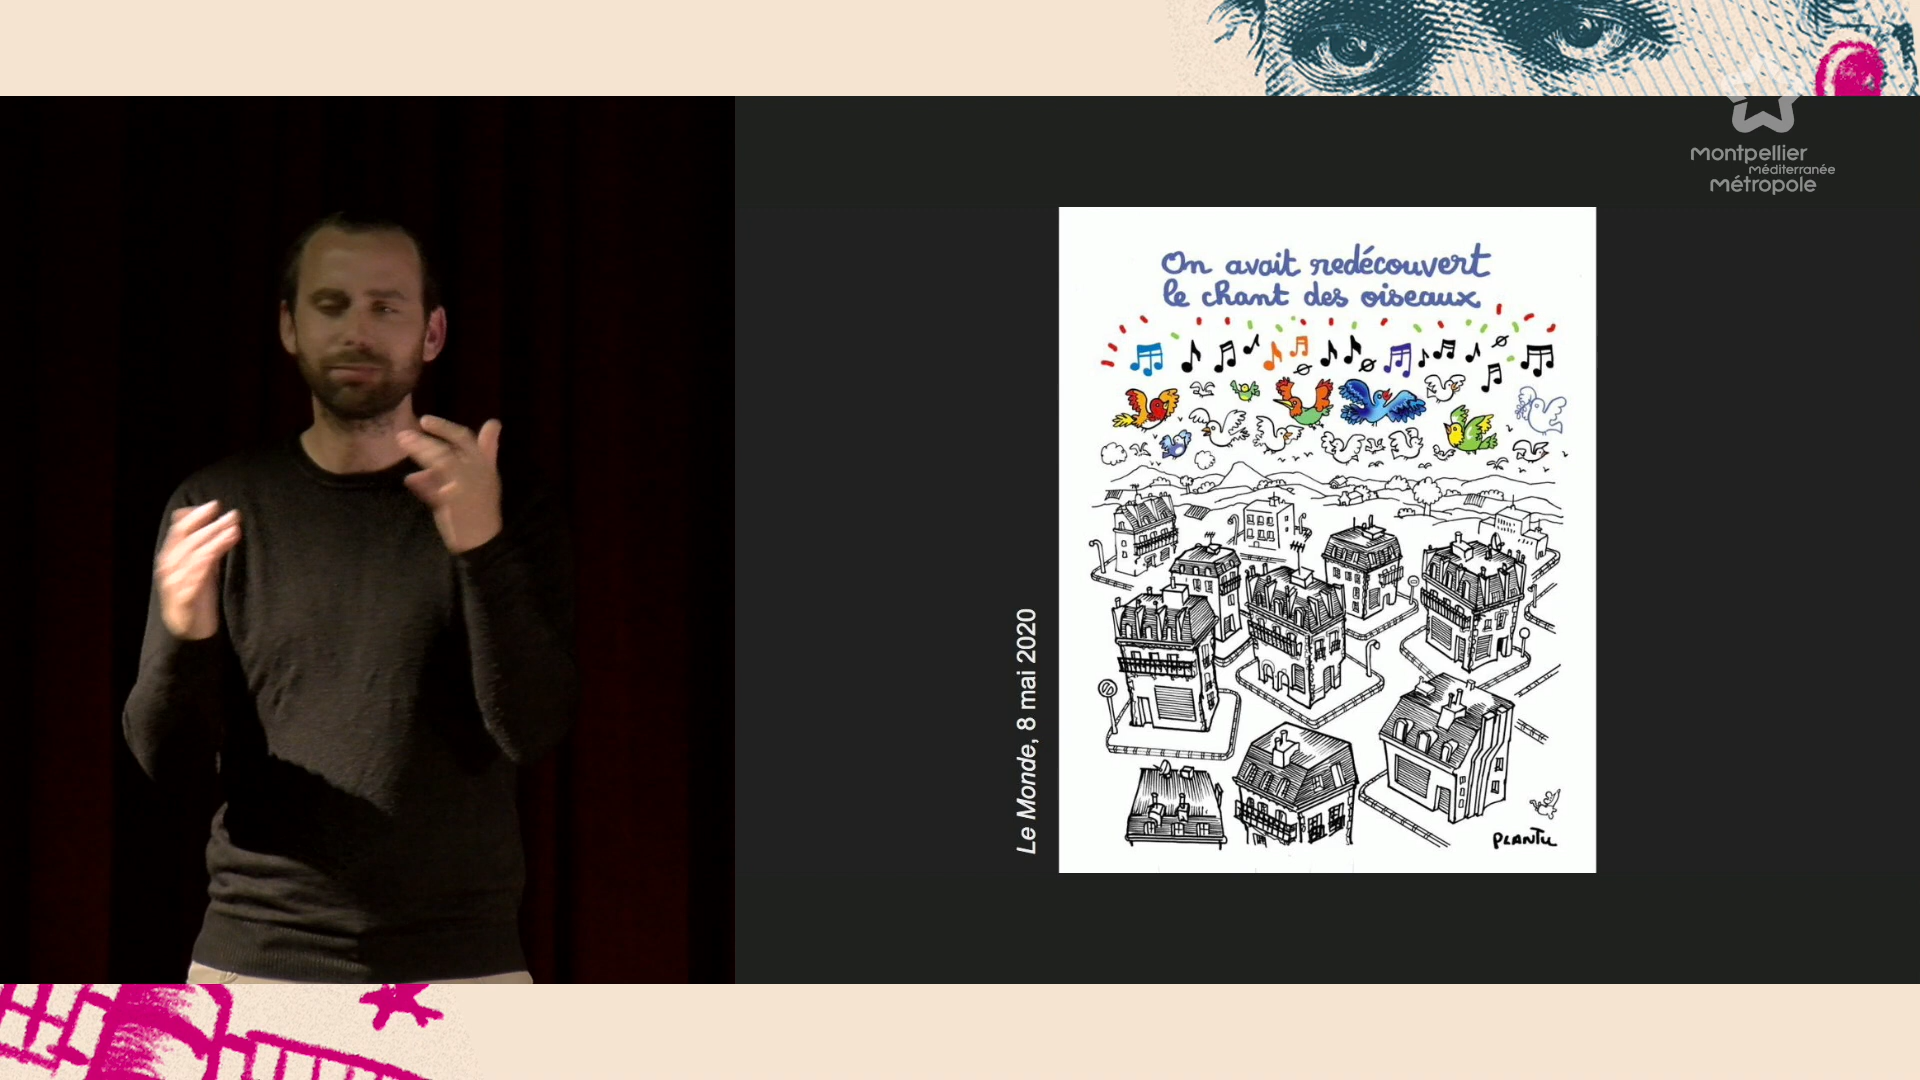 montpellier
méditerranée
métropole
On avait redécouvert
le chant des oiseaux
Le Monde, 8 mai 2020
PLANTU